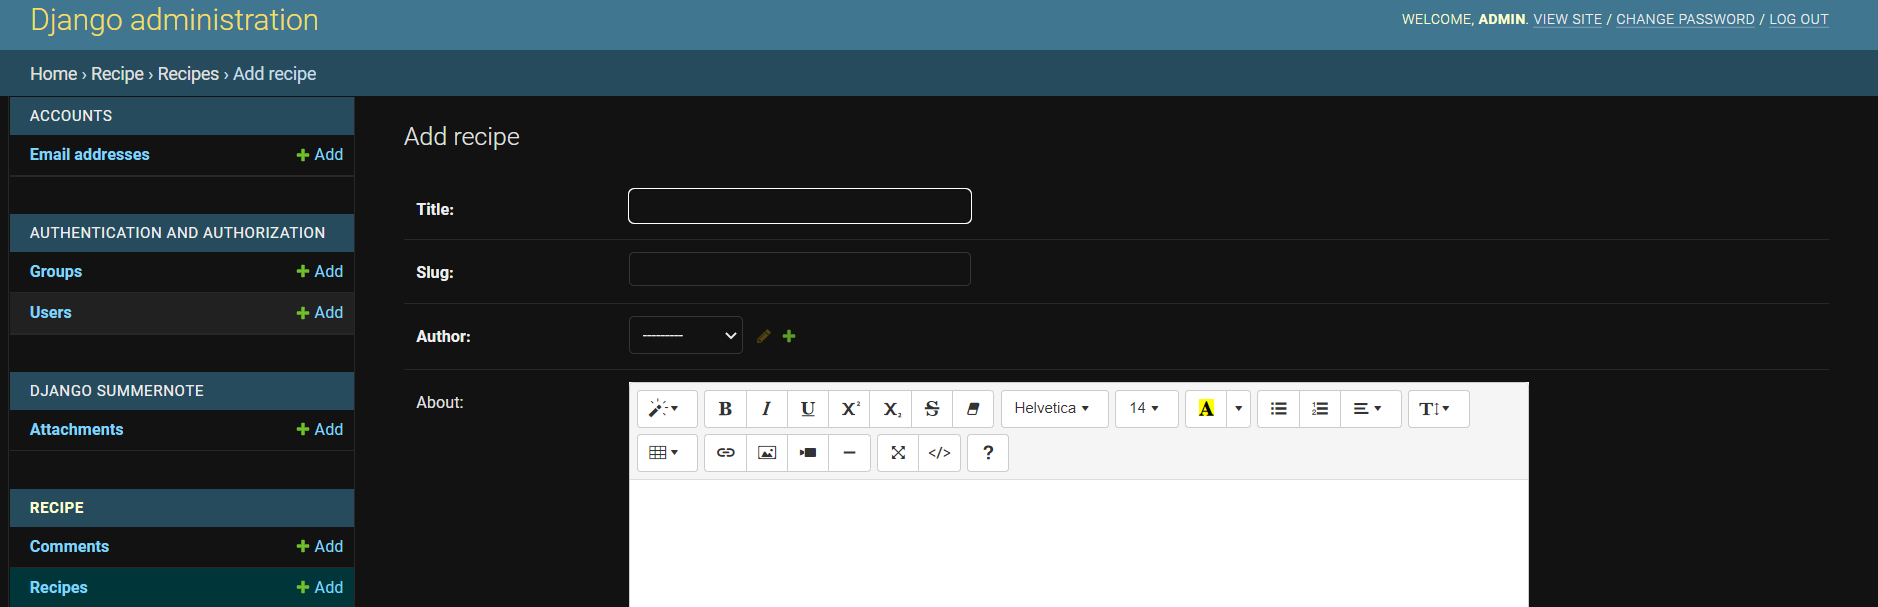 Django administration
WELCOME, ADMIN. VIEW SITE / CHANGE PASSWORD / LOG OUT
Home › Recipe › Recipes › Add recipe
ACCOUNTS
Email addresses Add
AUTHENTICATION AND AUTHORIZATION
Groups Add
Users Add
DJANGO SUMMERNOTE
Attachments Add
RECIPE
Comments Add
Recipes Add
Add recipe
Title:
Slug:
Author: ---------
About:
B I U X² X₂ S Helvetica 14 A T
</> ?